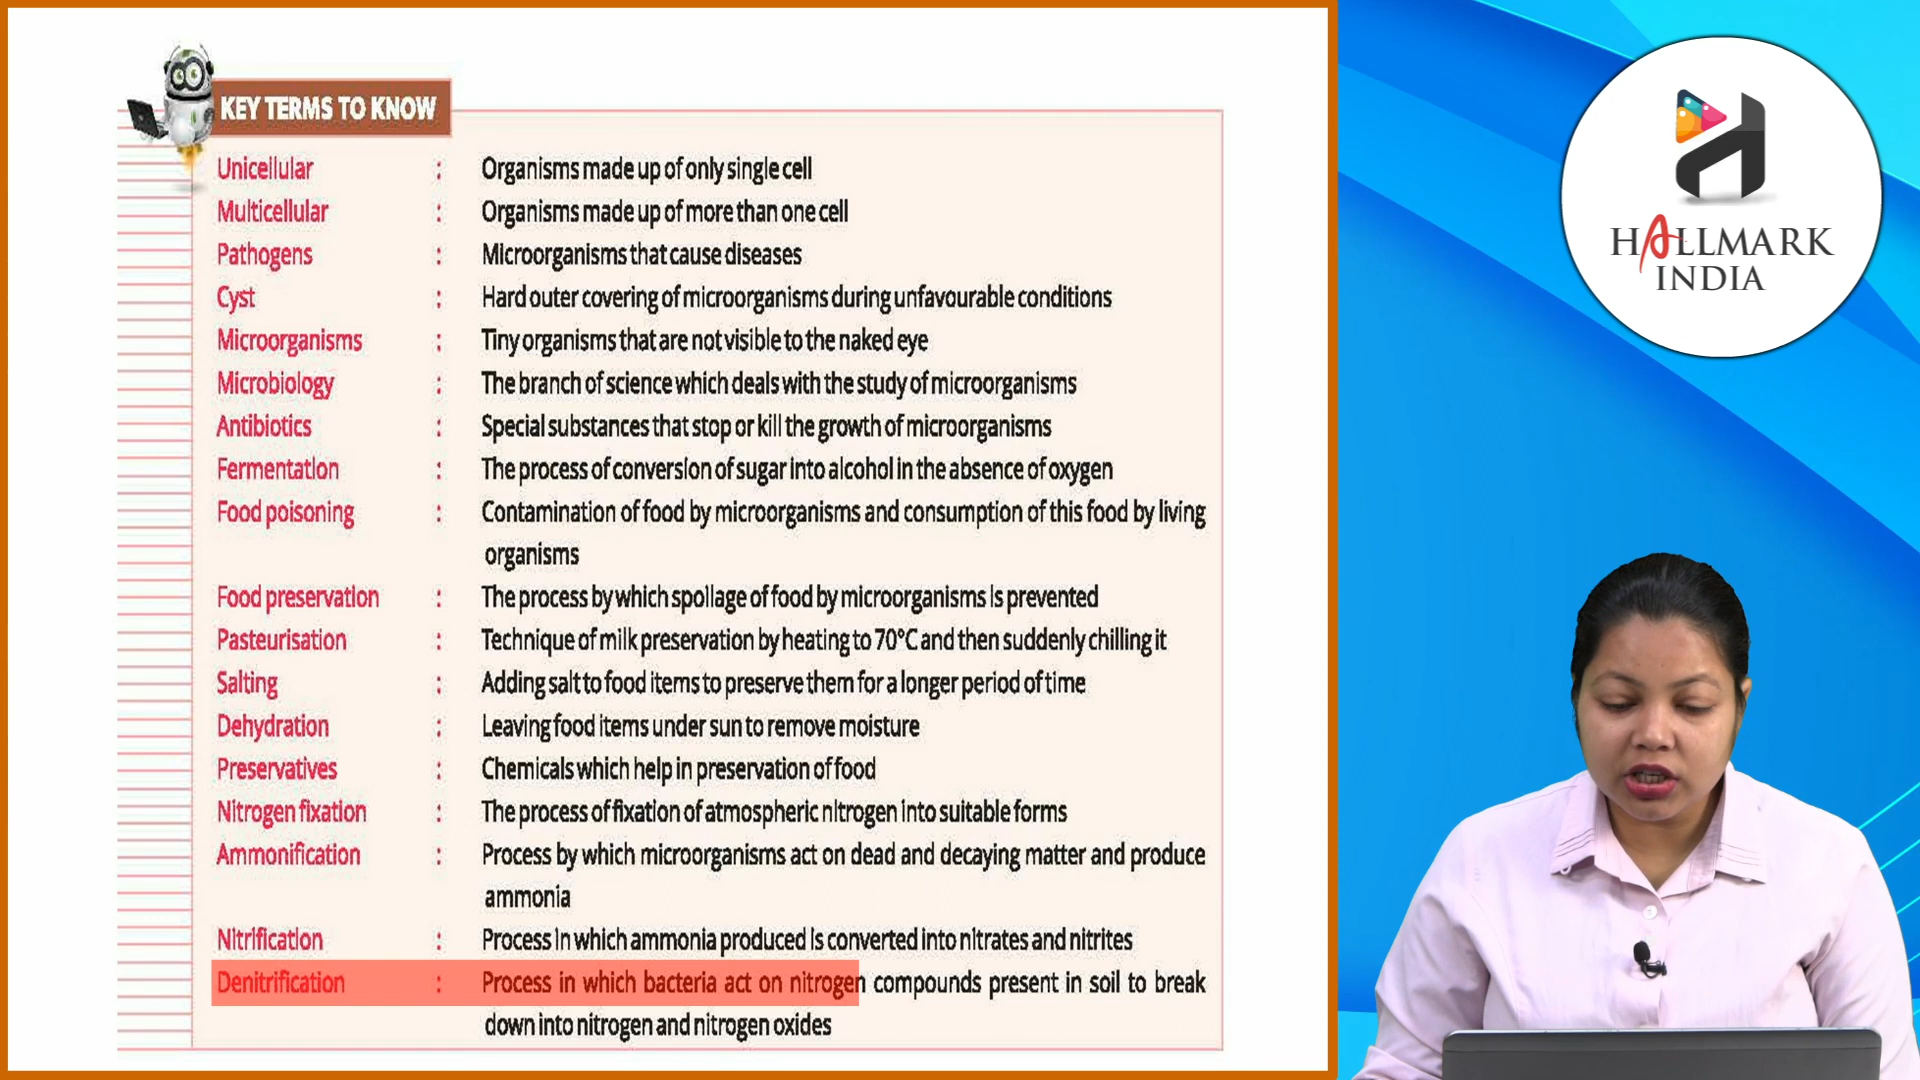 KEY TERMS TO KNOW
Unicellular : Organisms made up of only single cell
Multicellular : Organisms made up of more than one cell
Pathogens : Microorganisms that cause diseases
Cyst : Hard outer covering of microorganisms during unfavourable conditions
Microorganisms : Tiny organisms that are not visible to the naked eye
Microbiology : The branch of science which deals with the study of microorganisms
Antibiotics : Special substances that stop or kill the growth of microorganisms
Fermentation : The process of conversion of sugar into alcohol in the absence of oxygen
Food poisoning : Contamination of food by microorganisms and consumption of this food by living
organisms
Food preservation : The process by which spoilage of food by microorganisms is prevented
Pasteurisation : Technique of milk preservation by heating to 70°C and then suddenly chilling it
Salting : Adding salt to food items to preserve them for a longer period of time
Dehydration : Leaving food items under sun to remove moisture
Preservatives : Chemicals which help in preservation of food
Nitrogen fixation : The process of fixation of atmospheric nitrogen into suitable forms
Ammonification : Process by which microorganisms act on dead and decaying matter and produce
ammonia
Nitrification : Process in which ammonia produced is converted into nitrates and nitrites
Denitrification : Process in which bacteria act on nitrogen compounds present in soil to break
down into nitrogen and nitrogen oxides
HALLMARK
INDIA